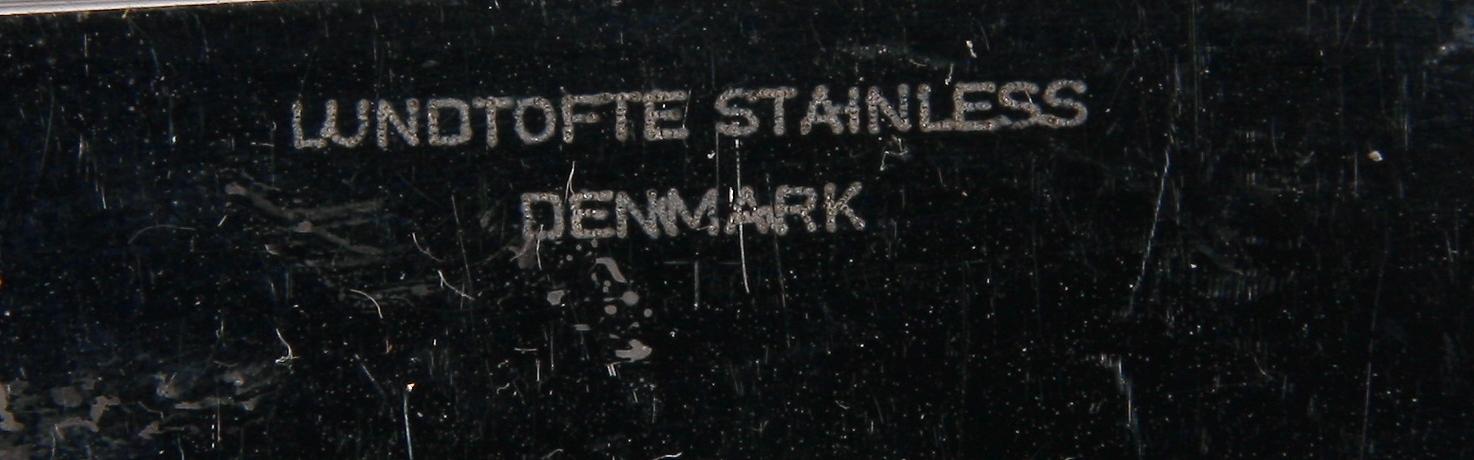 LUNDTOFTE STAINLESS
DENMARK